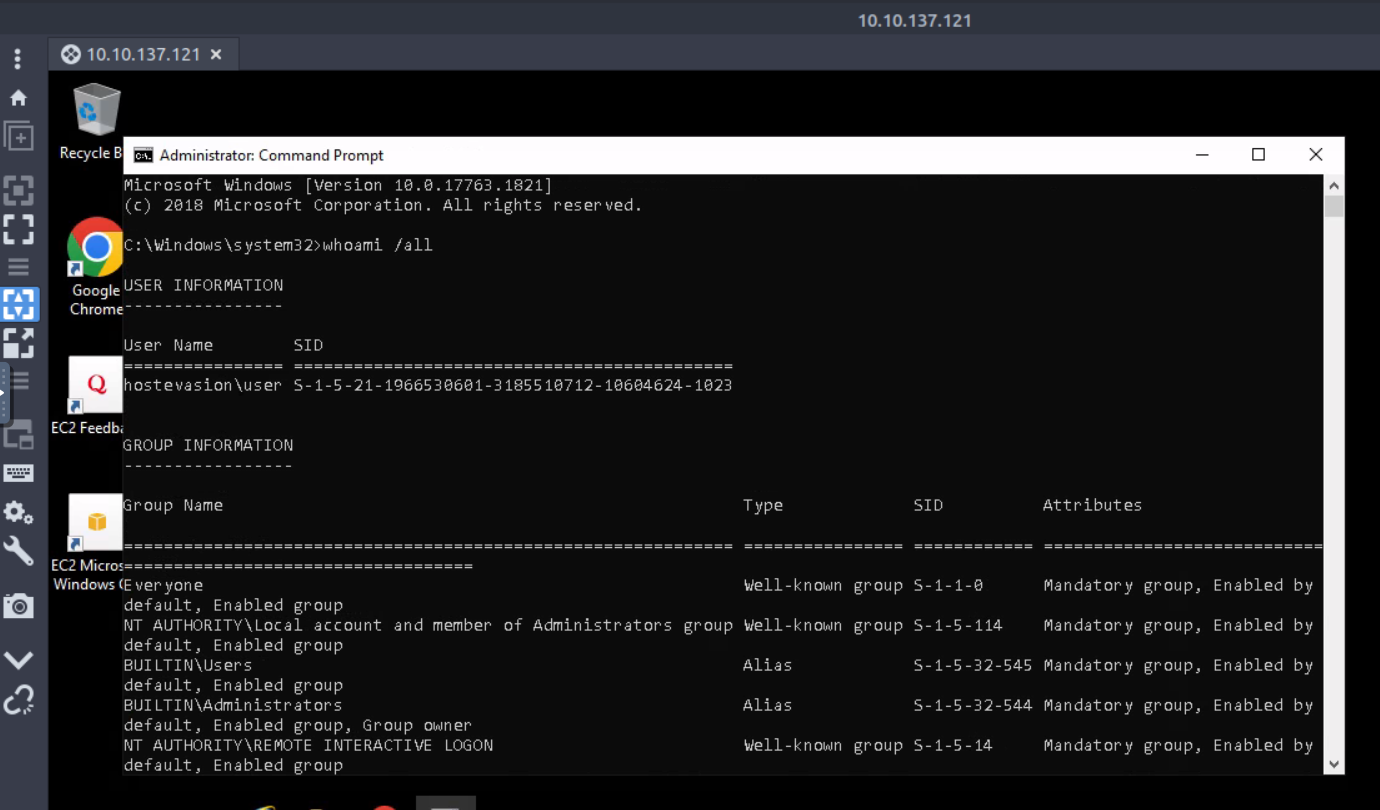 10.10.137.121
10.10.137.121
Recycle B
Administrator: Command Prompt
Microsoft Windows [Version 10.0.17763.1821]
(c) 2018 Microsoft Corporation. All rights reserved.
C:\Windows\system32>whoami /all
Google
Chrome
USER INFORMATION
----------------
User Name        SID
================ ============================================
hostevasion\user S-1-5-21-1966530601-3185510712-10604624-1023
Q
EC2 Feedba
GROUP INFORMATION
-----------------
Group Name                                                    Type             SID          Attributes
============================================================= ================ ============ ============================
===================================
EC2 Micros
Windows G
Everyone                                                      Well-known group S-1-1-0      Mandatory group, Enabled by
default, Enabled group
NT AUTHORITY\Local account and member of Administrators group Well-known group S-1-5-114    Mandatory group, Enabled by
default, Enabled group
BUILTIN\Users                                                 Alias            S-1-5-32-545 Mandatory group, Enabled by
default, Enabled group
BUILTIN\Administrators                                        Alias            S-1-5-32-544 Mandatory group, Enabled by
default, Enabled group, Group owner
NT AUTHORITY\REMOTE INTERACTIVE LOGON                         Well-known group S-1-5-14     Mandatory group, Enabled by
default, Enabled group